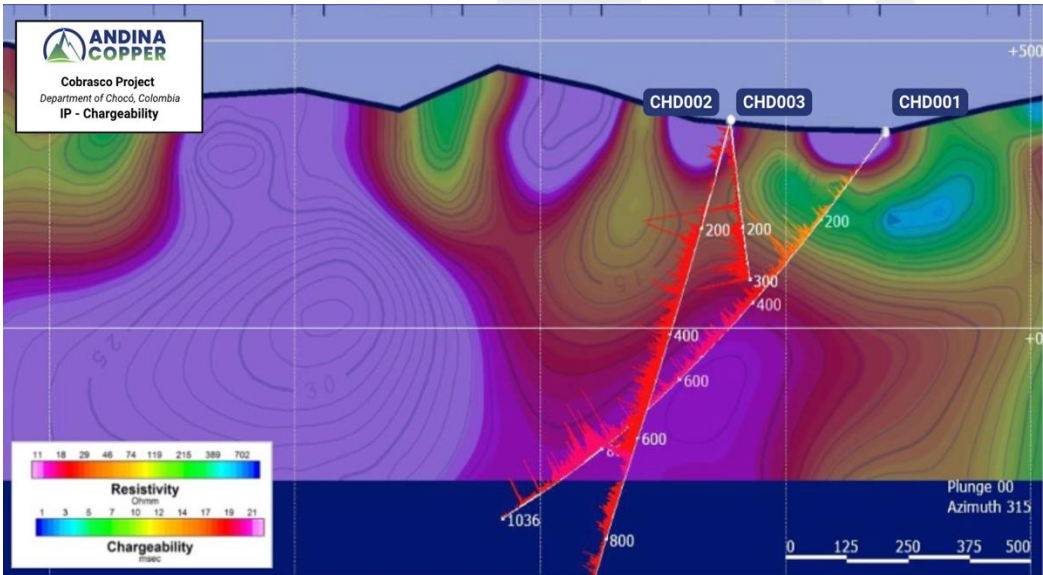 ANDINA
COPPER
Cobrasco Project
Department of Chocó, Colombia
IP - Chargeability
+500
CHD002
CHD003
CHD001
200
200
200
300
400
400
+0
15
25
30
600
600
1036
800
11 18 29 46 74 119 215 389 702
Resistivity
Ohmm
1 3 5 7 10 12 14 17 19 21
Chargeability
msec
Plunge 00
Azimuth 315
0 125 250 375 500